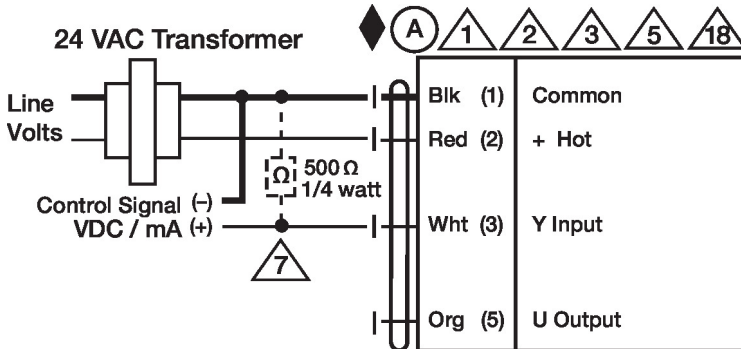 24 VAC Transformer
A 1 2 3 5 18
Line
Volts
Blk (1) Common
Red (2) + Hot
Ω 500 Ω
1/4 watt
Control Signal (–)
VDC / mA (+)
Wht (3) Y Input
7
Org (5) U Output